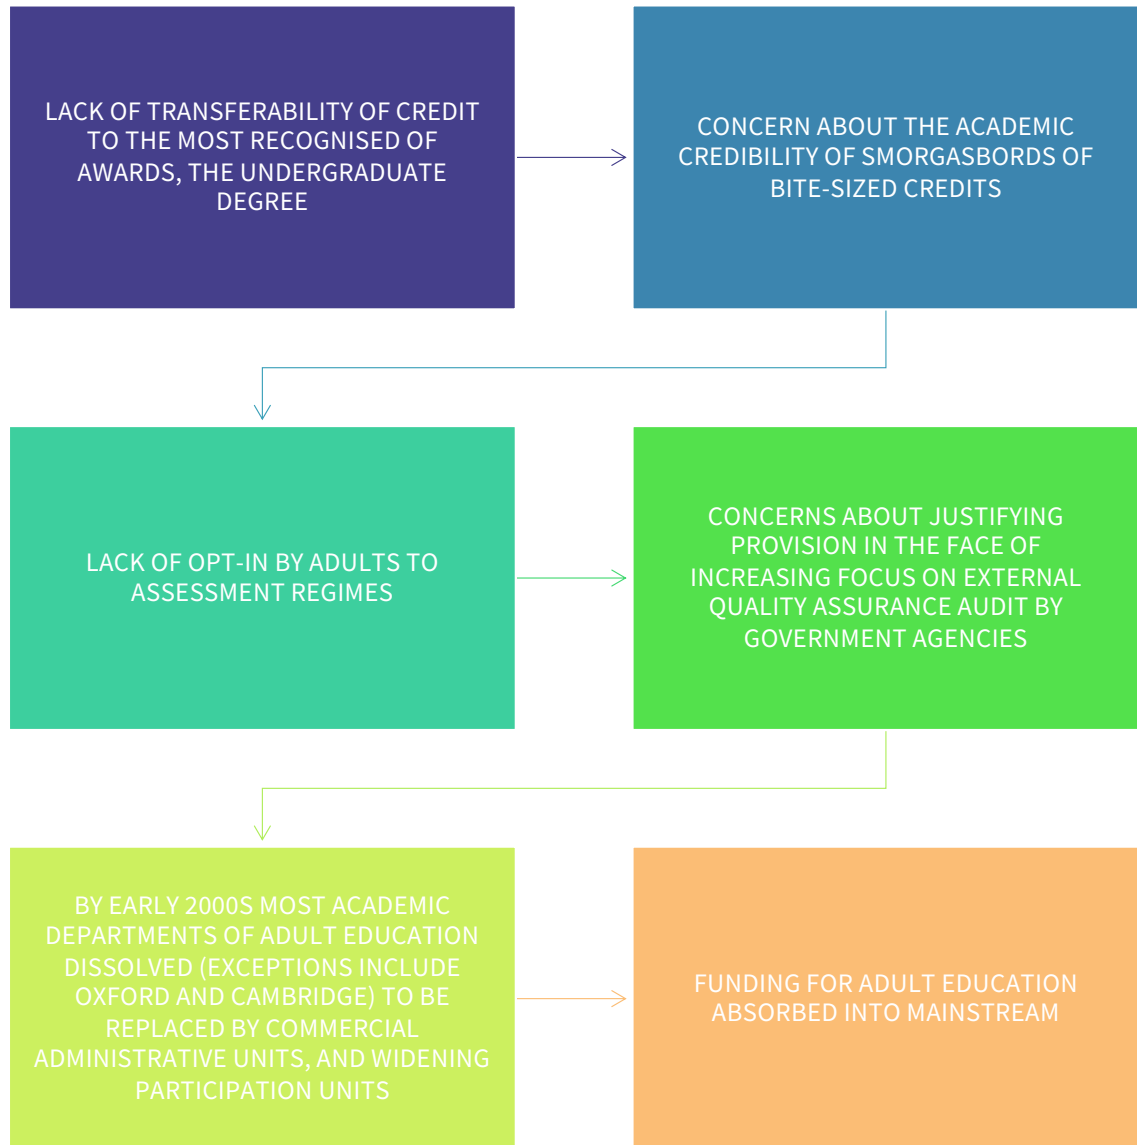 LACK OF TRANSFERABILITY OF CREDIT
TO THE MOST RECOGNISED OF
AWARDS, THE UNDERGRADUATE
DEGREE
CONCERN ABOUT THE ACADEMIC
CREDIBILITY OF SMORGASBORDS OF
BITE-SIZED CREDITS
LACK OF OPT-IN BY ADULTS TO
ASSESSMENT REGIMES
CONCERNS ABOUT JUSTIFYING
PROVISION IN THE FACE OF
INCREASING FOCUS ON EXTERNAL
QUALITY ASSURANCE AUDIT BY
GOVERNMENT AGENCIES
BY EARLY 2000S MOST ACADEMIC
DEPARTMENTS OF ADULT EDUCATION
DISSOLVED (EXCEPTIONS INCLUDE
OXFORD AND CAMBRIDGE) TO BE
REPLACED BY COMMERCIAL
ADMINISTRATIVE UNITS, AND WIDENING
PARTICIPATION UNITS
FUNDING FOR ADULT EDUCATION
ABSORBED INTO MAINSTREAM